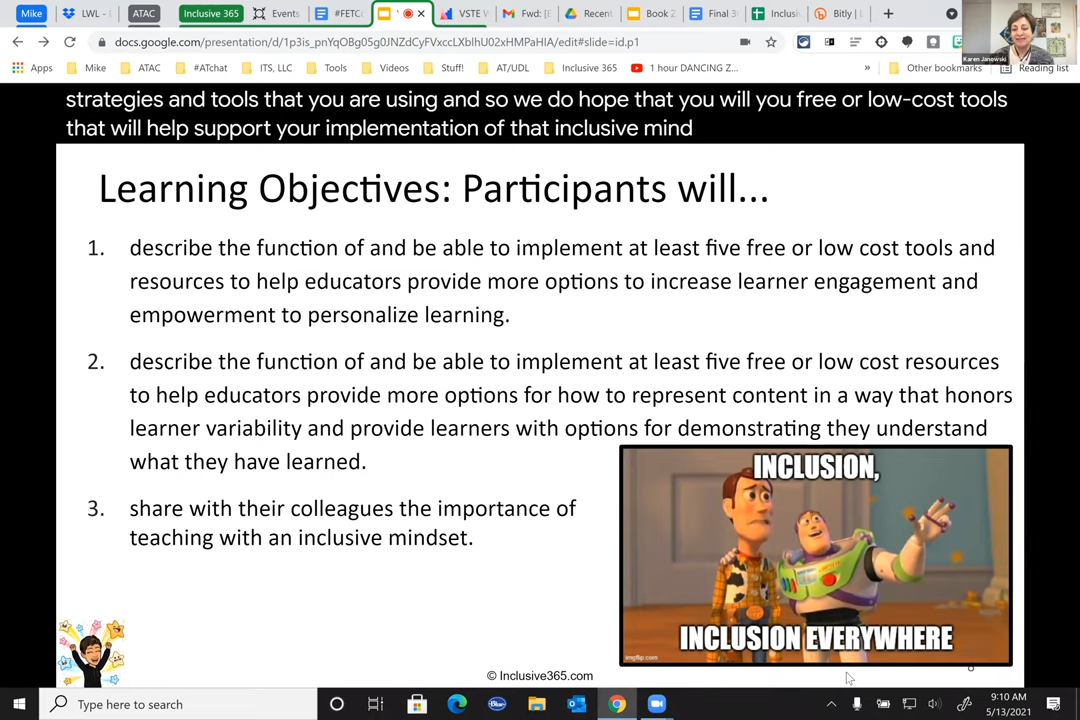 Mike
LWL -
ATAC
Inclusive 365
Events
#FETC
VSTE
Fwd: [E
Recent
Book 2
Final 3
Inclusi
Bitly | L
docs.google.com/presentation/d/1p3is_pnYqOBg05g0JNZdCyFVxccLXblhU02xHMPaHIA/edit#slide=id.p1
Karen Janowski
Apps
Mike
ATAC
#ATchat
ITS, LLC
Tools
Videos
Stuff!
AT/UDL
Inclusive 365
1 hour DANCING Z...
»
Other bookmarks
Reading list
strategies and tools that you are using and so we do hope that you will you free or low-cost tools
that will help support your implementation of that inclusive mind
Learning Objectives: Participants will...
1. describe the function of and be able to implement at least five free or low cost tools and
resources to help educators provide more options to increase learner engagement and
empowerment to personalize learning.
2. describe the function of and be able to implement at least five free or low cost resources
to help educators provide more options for how to represent content in a way that honors
learner variability and provide learners with options for demonstrating they understand
what they have learned.
3. share with their colleagues the importance of
teaching with an inclusive mindset.
INCLUSION,
INCLUSION EVERYWHERE
imgflip.com
© Inclusive365.com
Type here to search
Blue
9:10 AM
5/13/2021